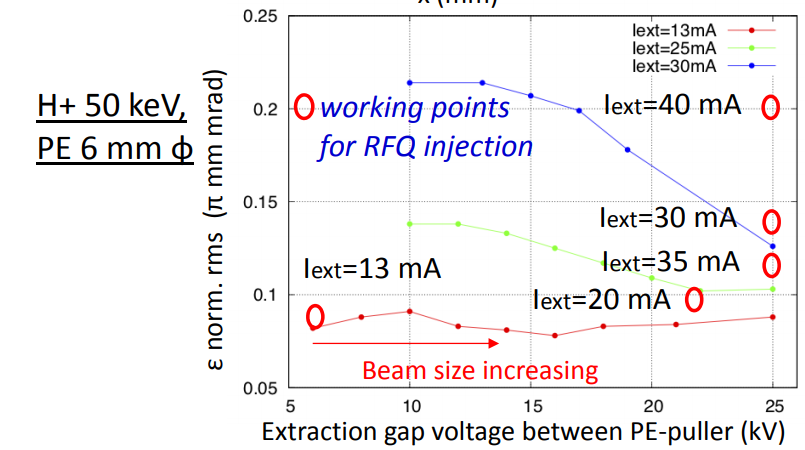 x (mm)
0.25
Iext=13mA
Iext=25mA
Iext=30mA
H+ 50 keV,
PE 6 mm ϕ
0.2
working points
for RFQ injection
Iext=40 mA
ε norm. rms (π mm mrad)
0.15
Iext=30 mA
Iext=35 mA
Iext=13 mA
0.1
Iext=20 mA
Beam size increasing
0.05
5 10 15 20 25
Extraction gap voltage between PE-puller (kV)